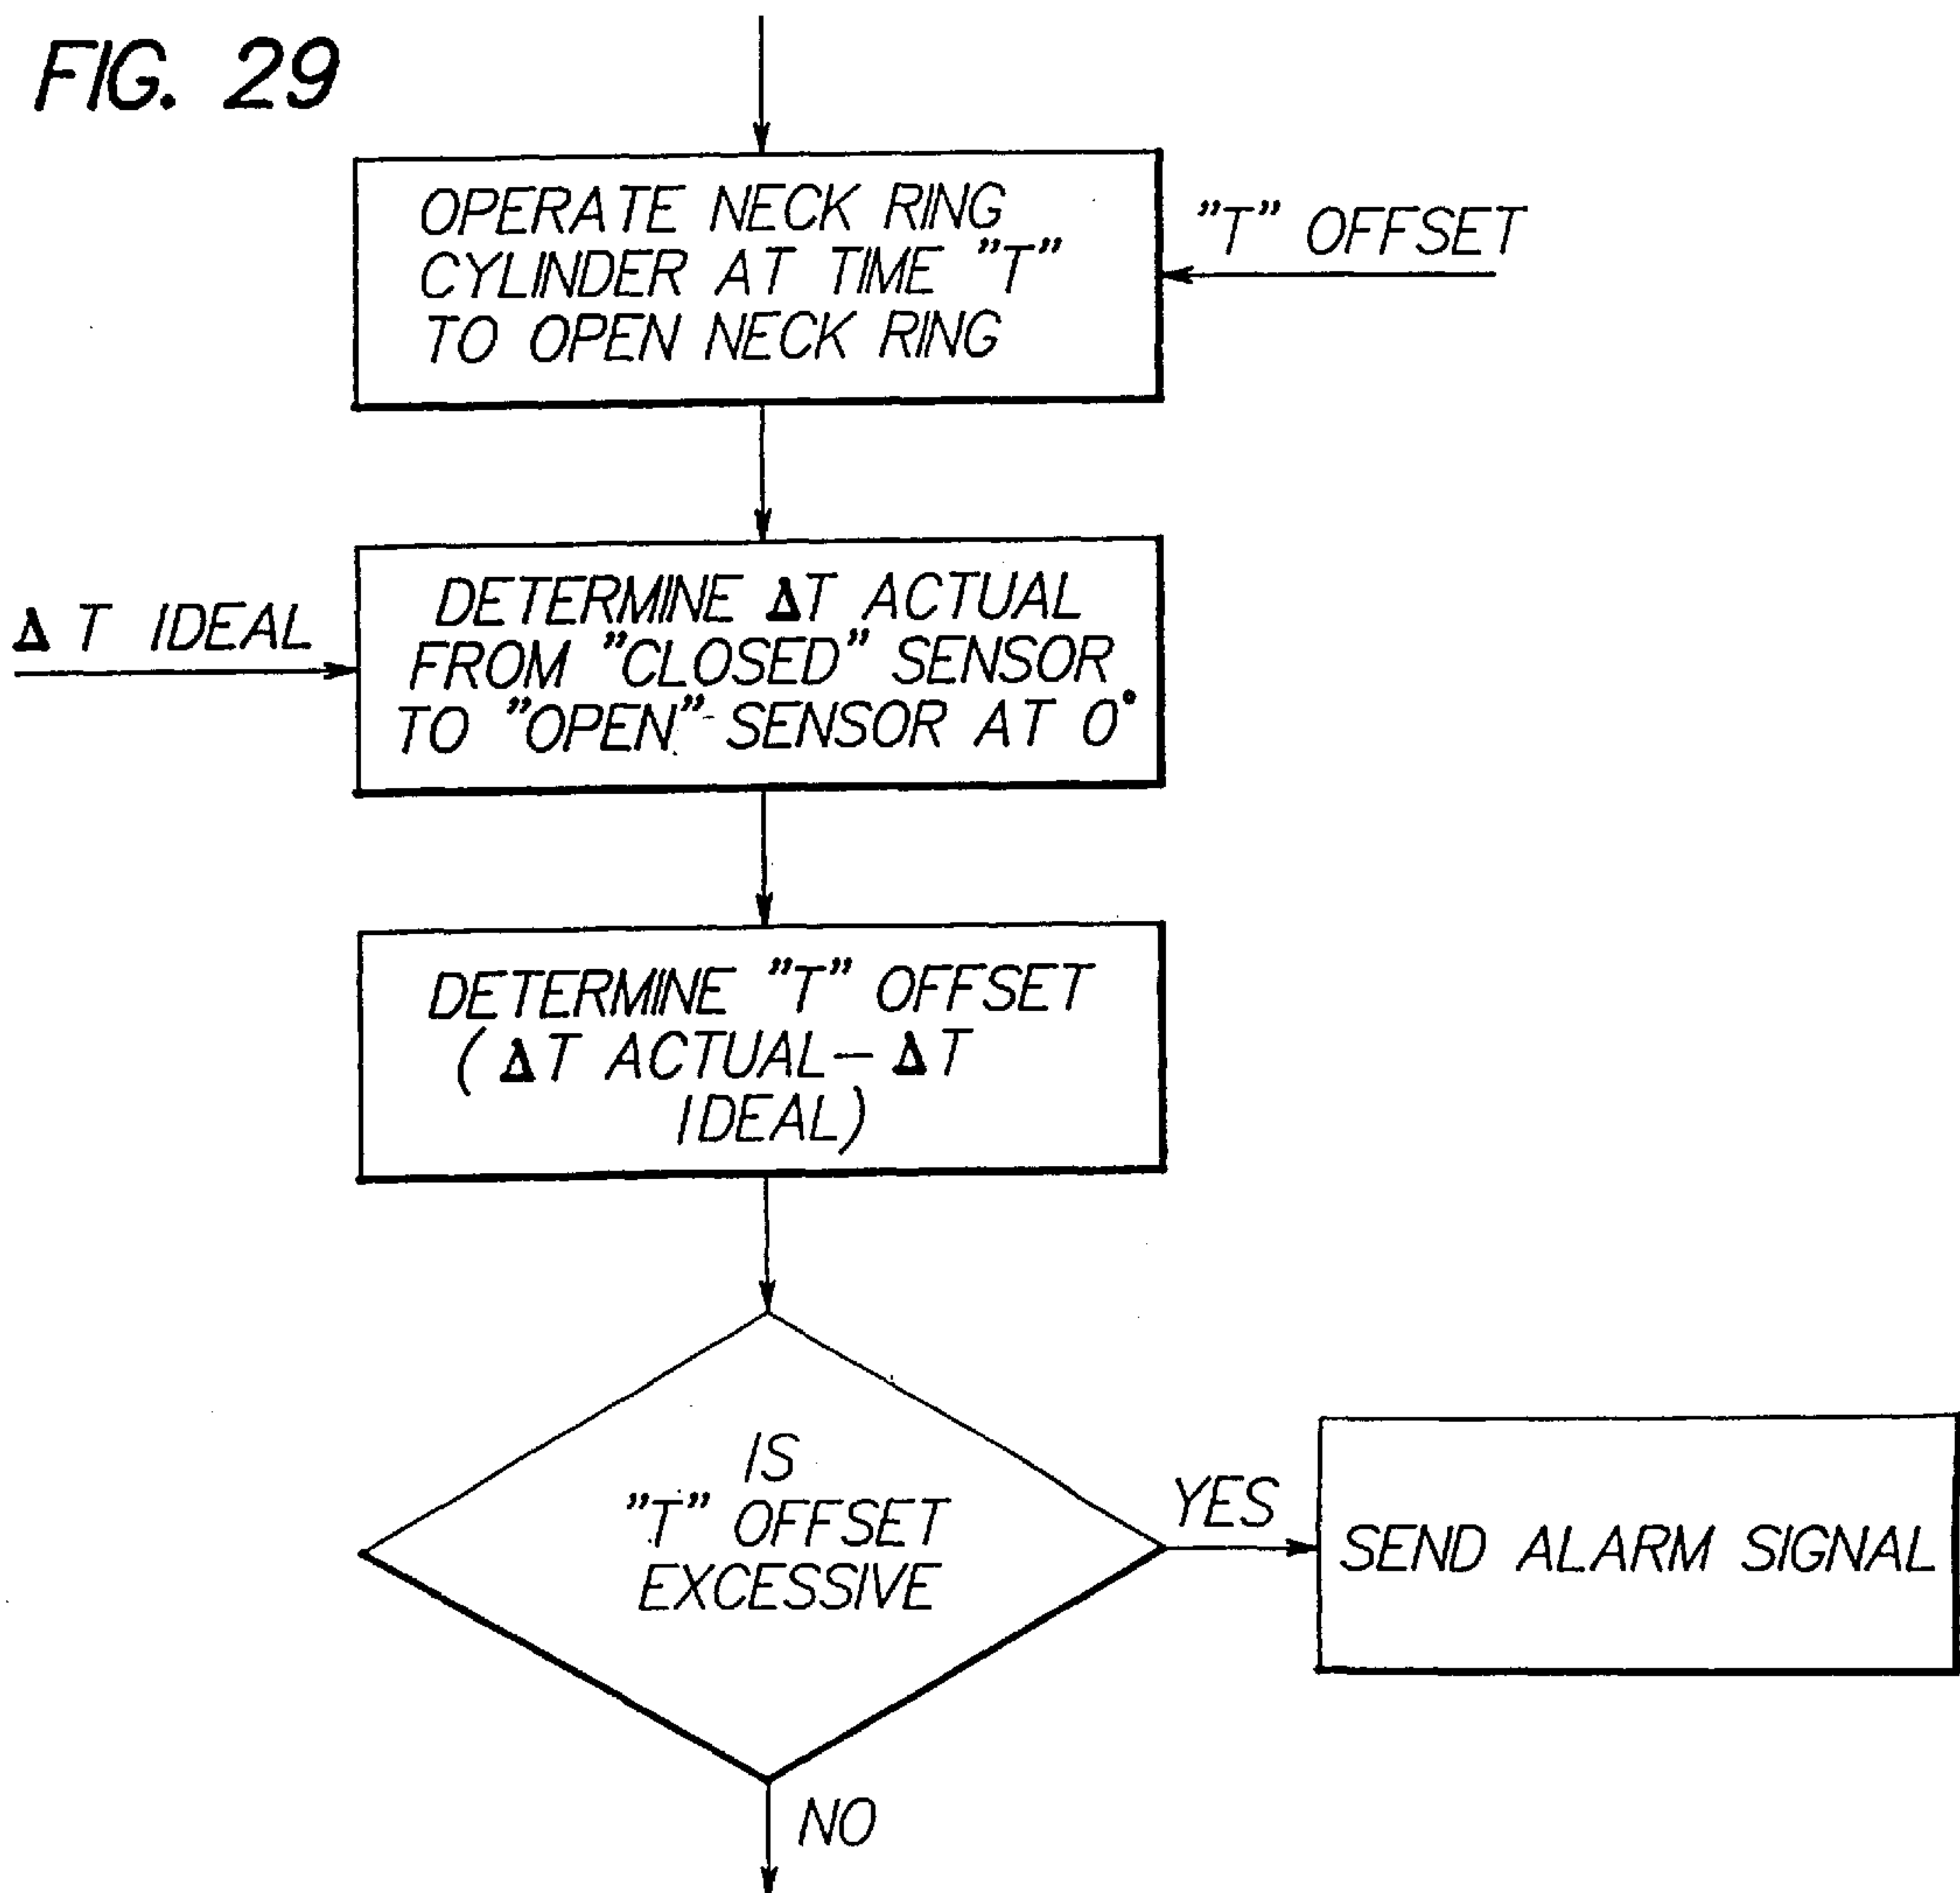 FIG. 29
OPERATE NECK RING
CYLINDER AT TIME "T"
TO OPEN NECK RING
"T" OFFSET
Δ T IDEAL
DETERMINE ΔT ACTUAL
FROM "CLOSED" SENSOR
TO "OPEN" SENSOR AT 0°
DETERMINE "T" OFFSET
(ΔT ACTUAL – ΔT
IDEAL)
IS
"T" OFFSET
EXCESSIVE
YES
SEND ALARM SIGNAL
NO